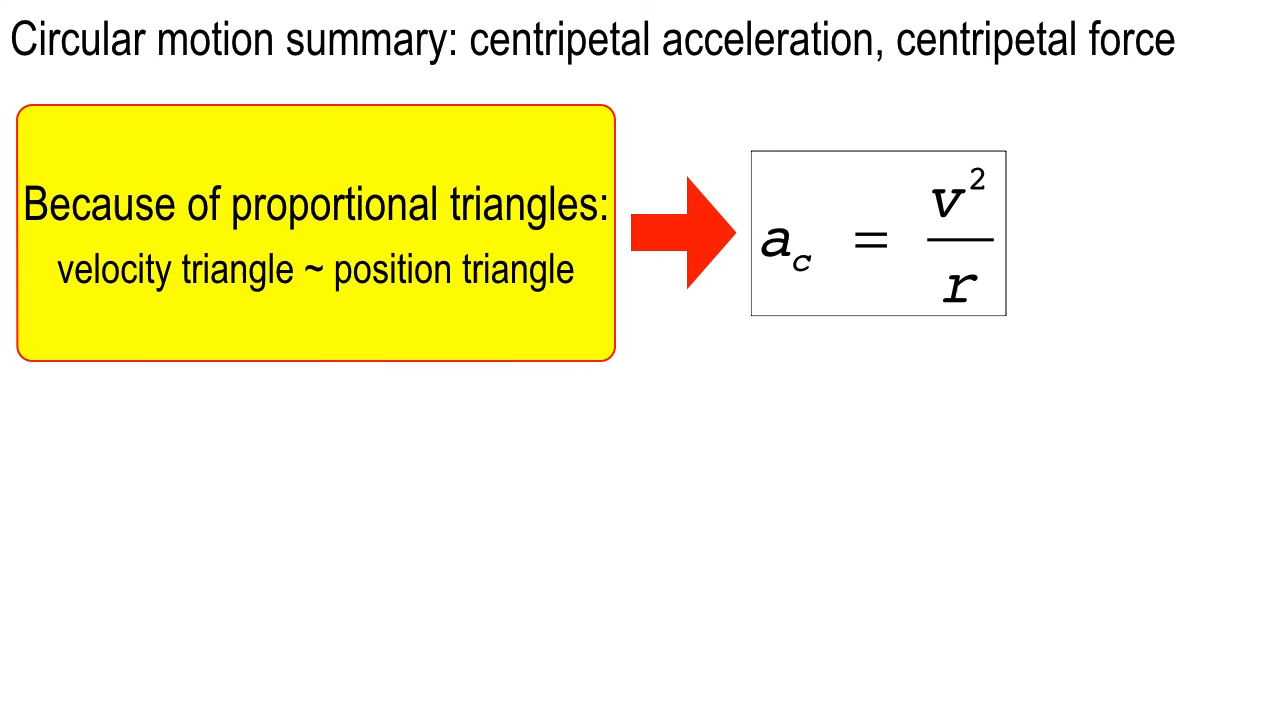 Circular motion summary: centripetal acceleration, centripetal force
Because of proportional triangles:
velocity triangle ~ position triangle
a_c = v^2/r